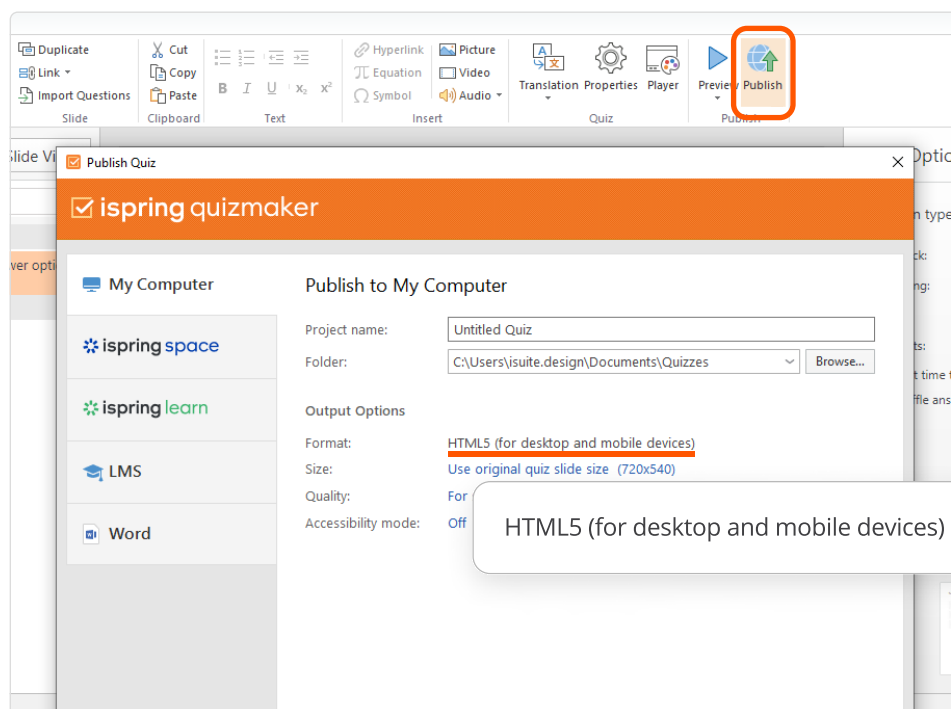 Duplicate
Link
Import Questions
Slide
Cut
Copy
Paste
Clipboard
B I U x₂ x²
Text
Hyperlink
Equation
Symbol
Picture
Video
Audio
Insert
Translation
Properties
Player
Quiz
Preview
Publish
Publish
Slide Vi
Optio
Publish Quiz
ispring quizmaker
n type
ck:
ng:
ts:
t time t
ffle ans
wer opti
My Computer
ispring space
ispring learn
LMS
Word
Publish to My Computer
Project name: Untitled Quiz
Folder: C:\Users\isuite.design\Documents\Quizzes Browse...
Output Options
Format: HTML5 (for desktop and mobile devices)
Size: Use original quiz slide size (720x540)
Quality: For
Accessibility mode: Off
HTML5 (for desktop and mobile devices)